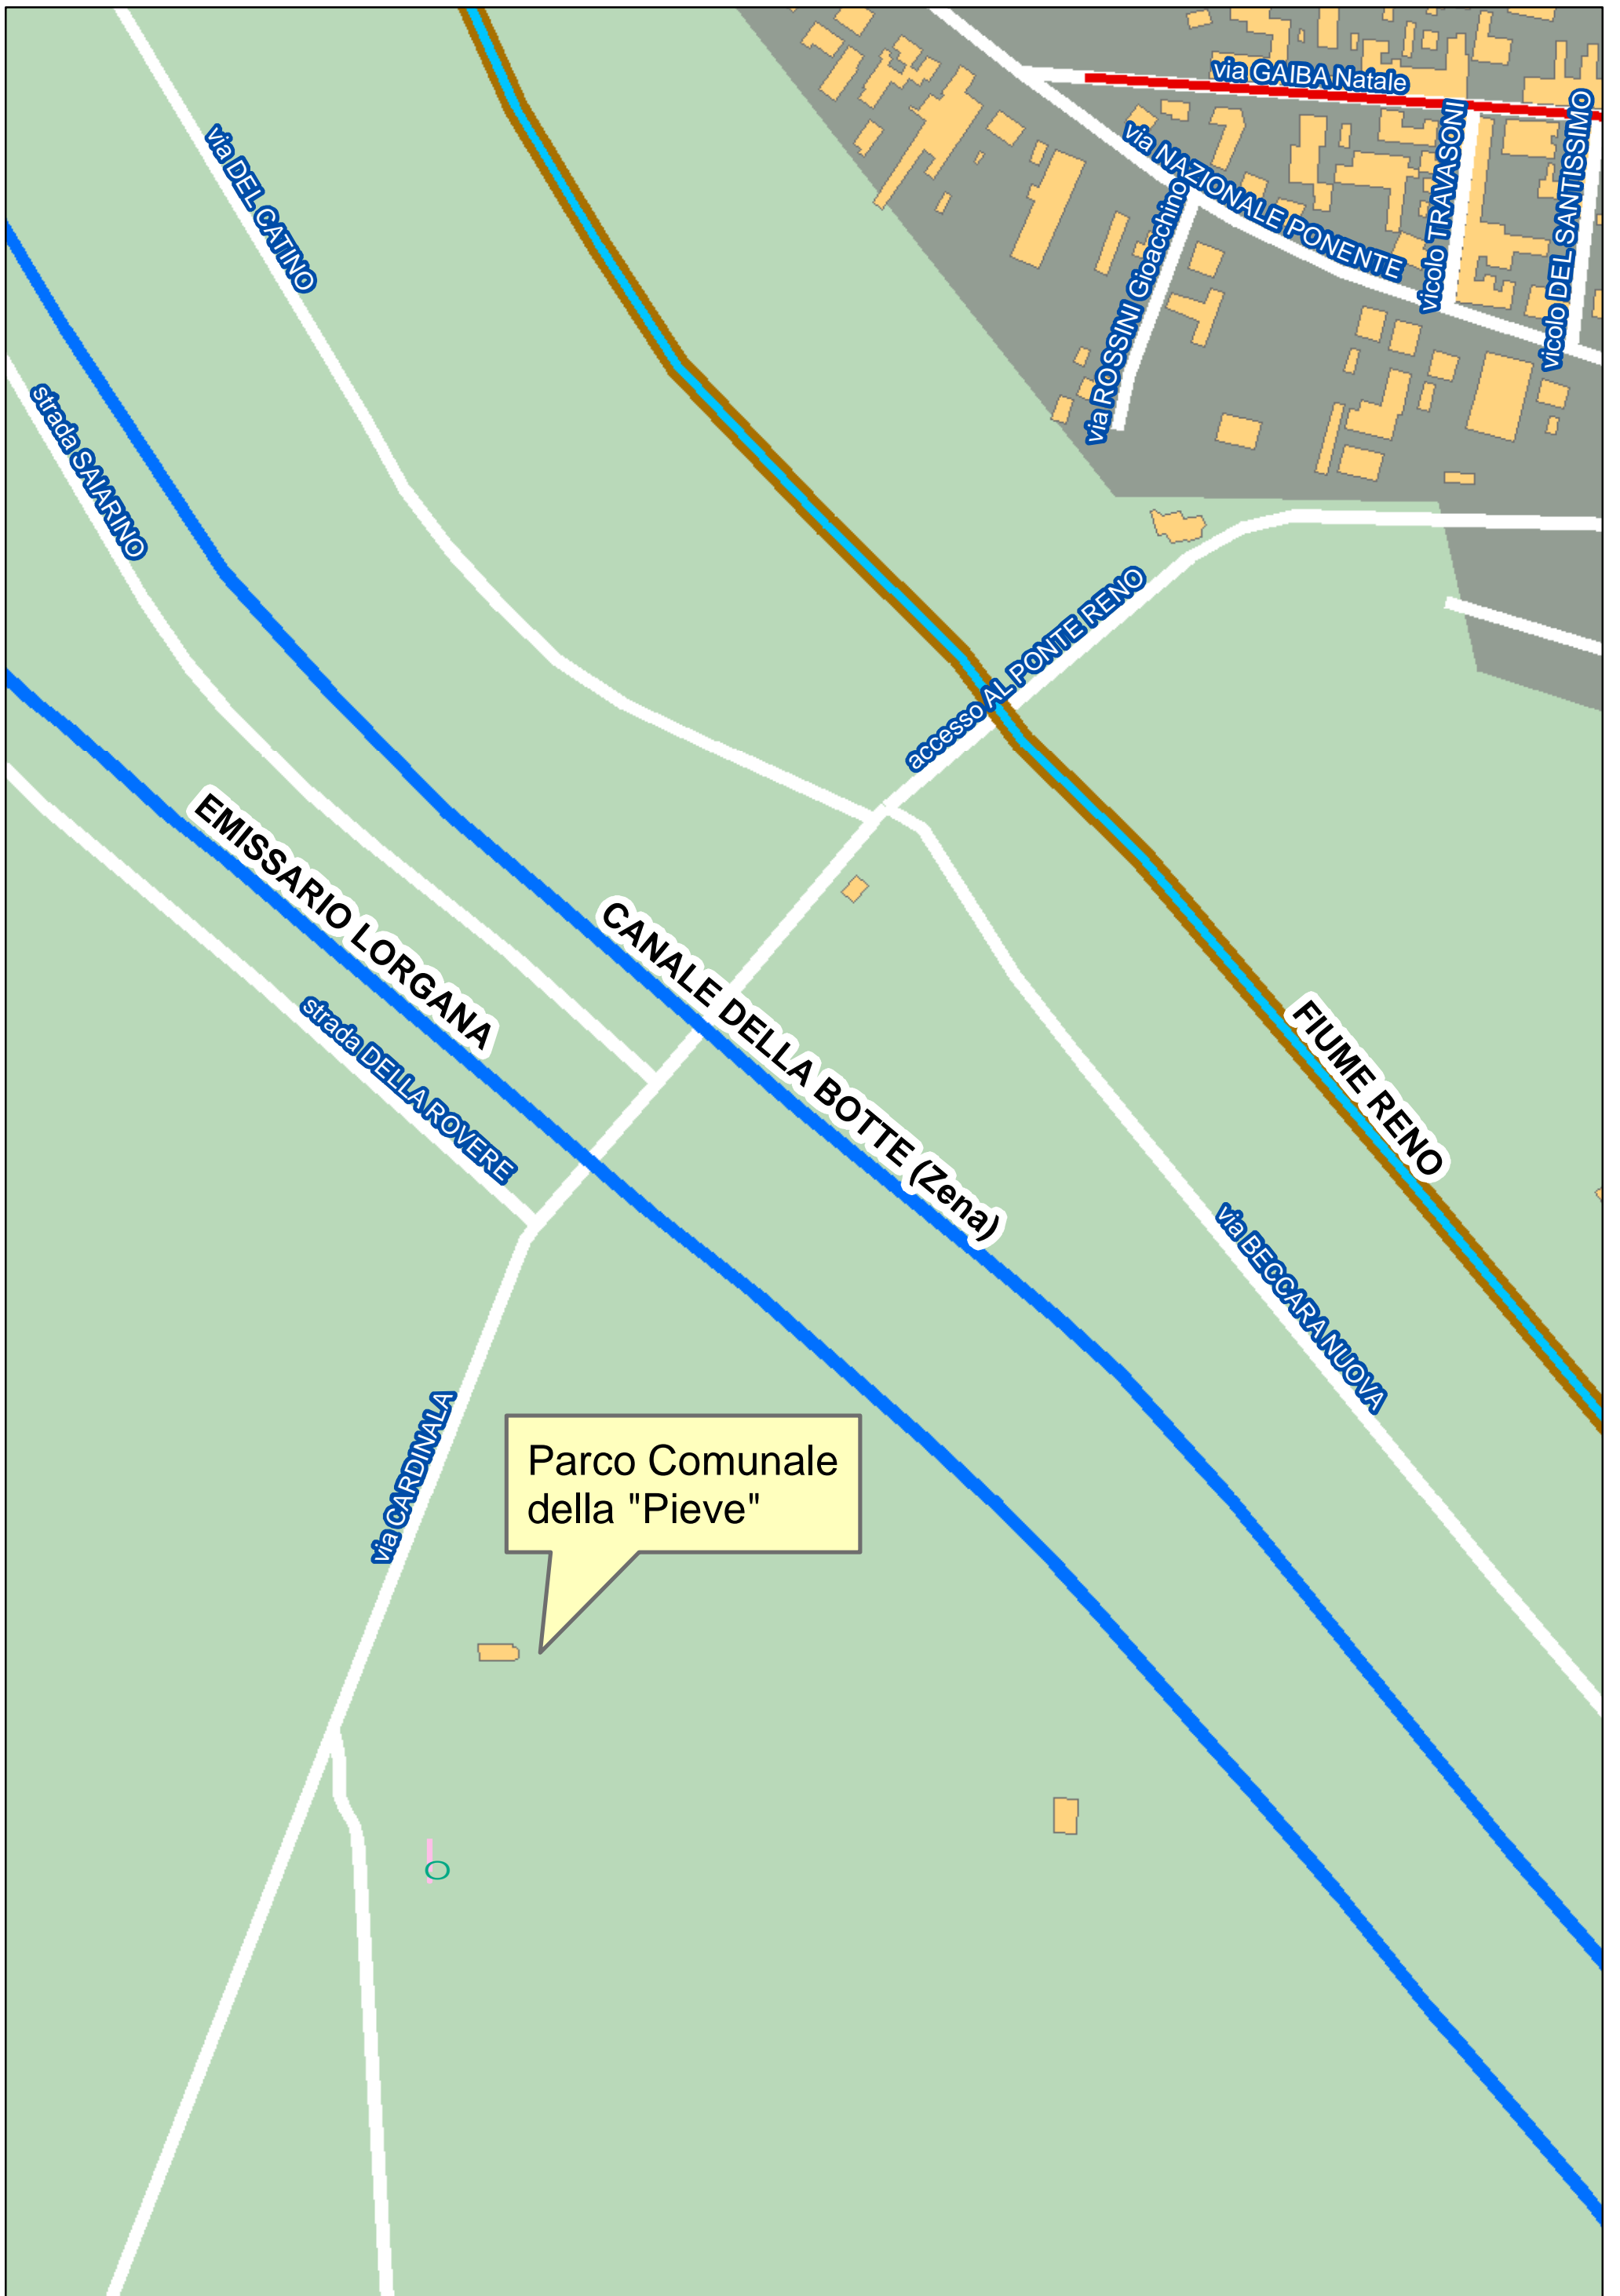 via GAIBA Natale
via NAZIONALE PONENTE
vicolo TRAVASONI
vicolo DEL SANTISSIMO
via ROSSINI Gioacchino
via DEL CATINO
strada SAIARINO
accesso AL PONTE RENO
EMISSARIO LORGANA
CANALE DELLA BOTTE (Zena)
strada DELLA ROVERE
FIUME RENO
via BECCARA NUOVA
via CARDINALA
Parco Comunale
della "Pieve"